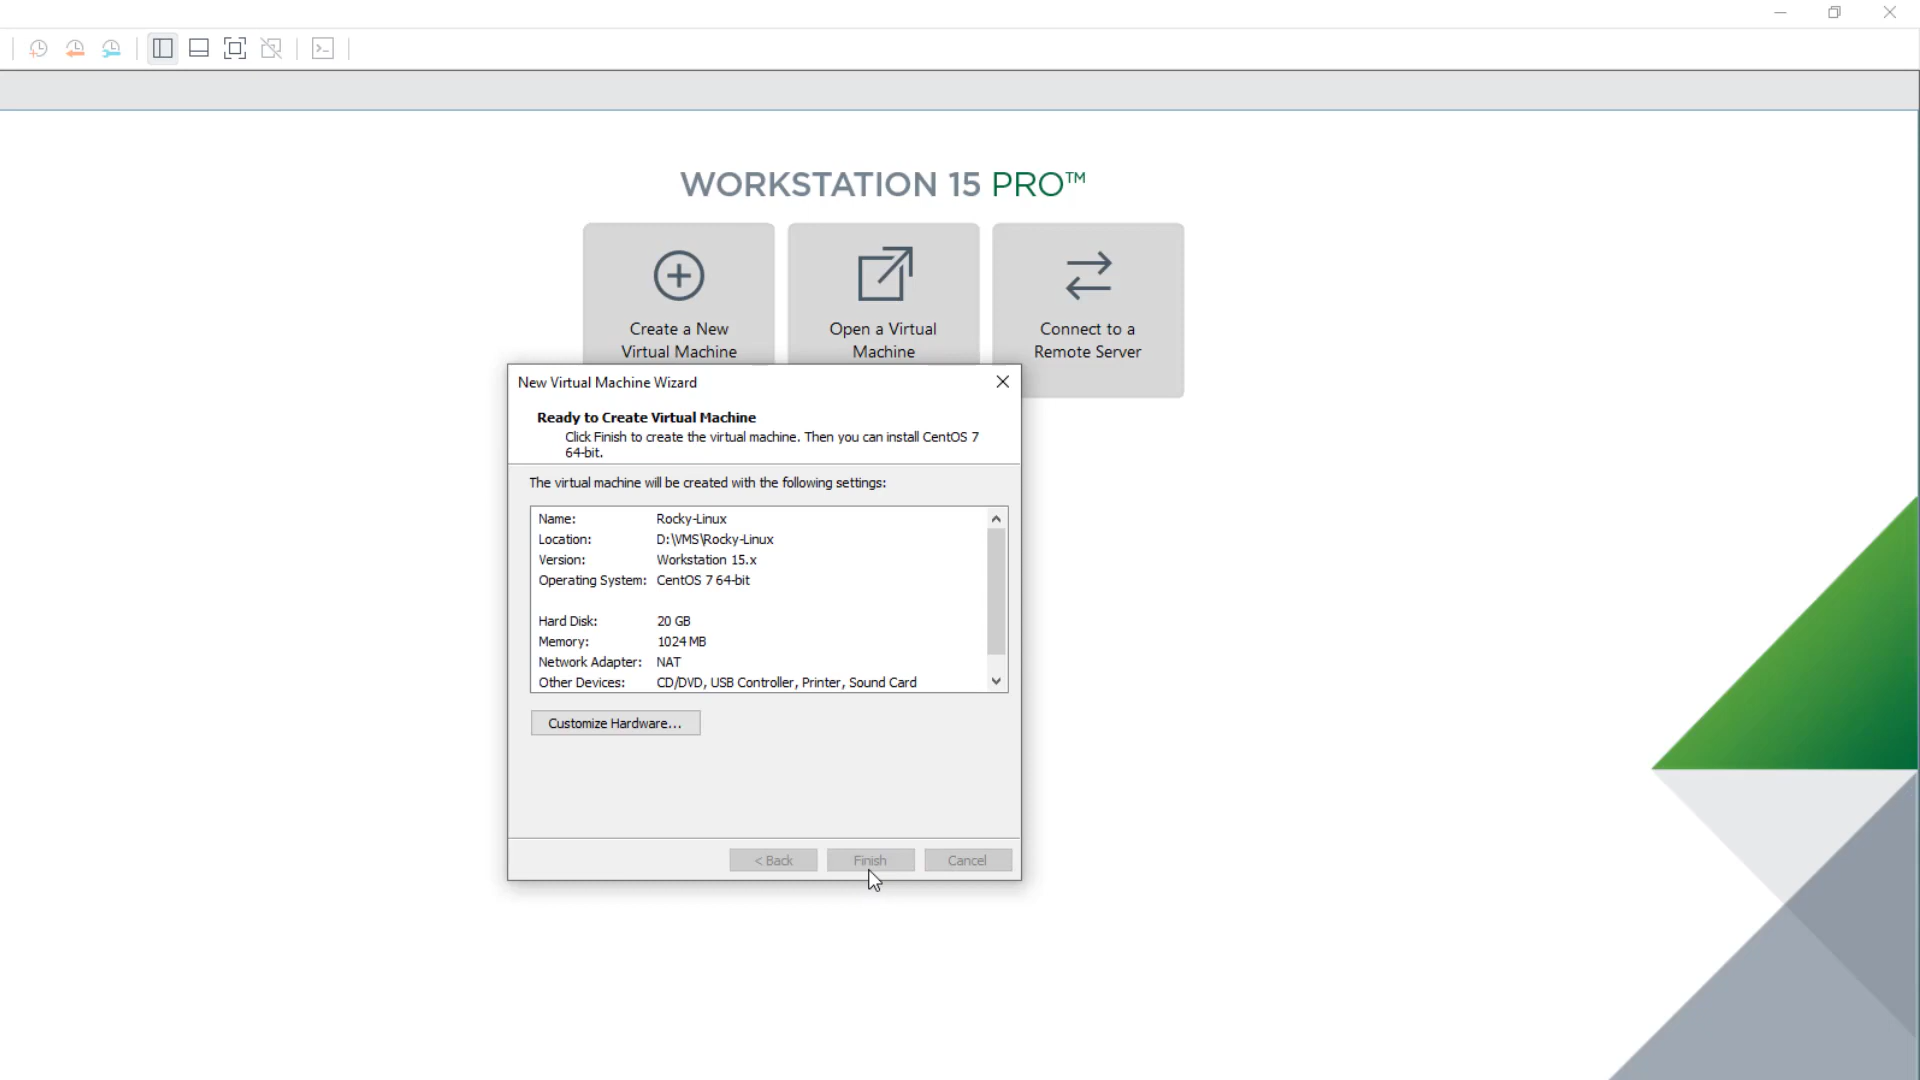 WORKSTATION 15 PRO™
Create a New
Virtual Machine
Open a Virtual
Machine
Connect to a
Remote Server
New Virtual Machine Wizard
Ready to Create Virtual Machine
Click Finish to create the virtual machine. Then you can install CentOS 7
64-bit.
The virtual machine will be created with the following settings:
Name: Rocky-Linux
Location: D:\VMS\Rocky-Linux
Version: Workstation 15.x
Operating System: CentOS 7 64-bit
Hard Disk: 20 GB
Memory: 1024 MB
Network Adapter: NAT
Other Devices: CD/DVD, USB Controller, Printer, Sound Card
Customize Hardware...
< Back
Finish
Cancel